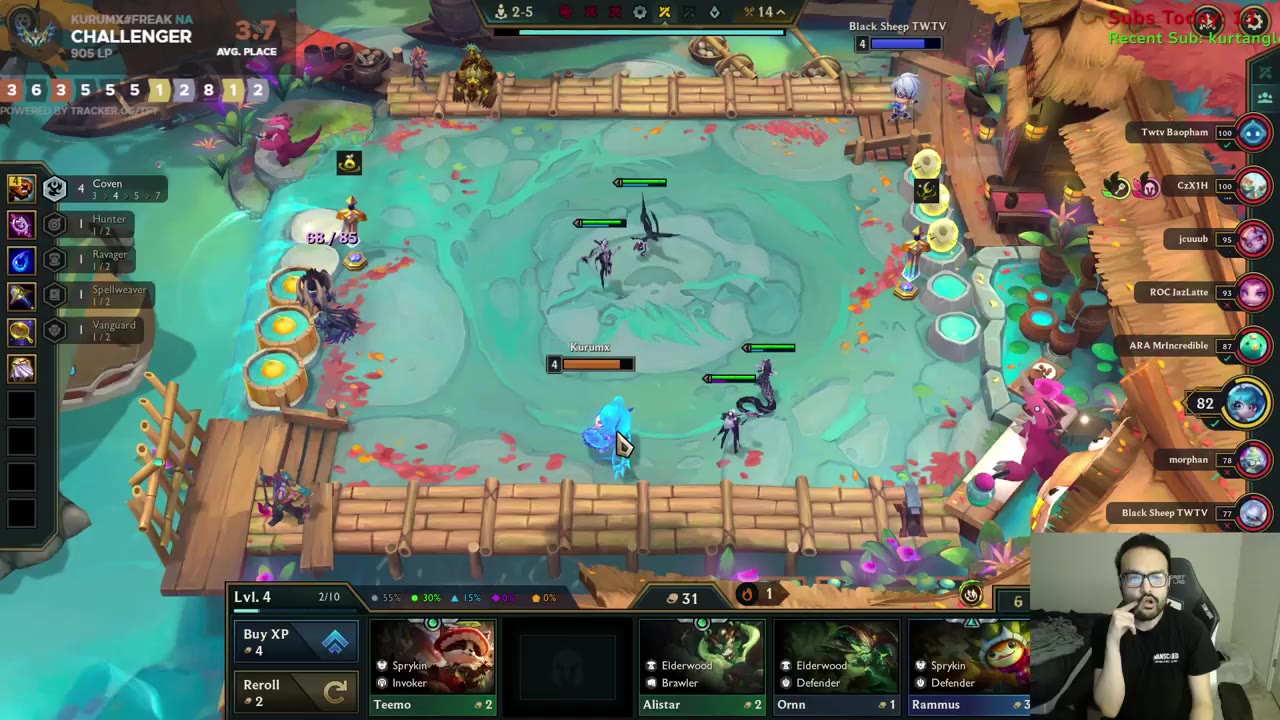 KURUMX#FREAK NA
CHALLENGER
905 LP
3.7
AVG. PLACE
3 6 3 5 5 5 1 2 8 1 2
POWERED BY TRACKER.GG/TFT
2-5
14
Black Sheep TWTV
4
Subs Today: 1
Recent Sub: kurtangl
Twtv Baopham 100
CzX1H 100
jcuuub 95
ROC JazLatte 93
ARA MrIncredible 87
82
morphan 78
Black Sheep TWTV 77
4 Coven
3 > 4 > 5 > 7
1 Hunter
1 / 2
1 Ravager
1 / 2
1 Spellweaver
1 / 2
1 Vanguard
1 / 2
68 / 85
Kurumx
4
Lvl. 4 2/10
55% 30% 15% 0% 0%
31
1
6
Buy XP
4
Reroll
2
Sprykin
Invoker
Teemo 2
Elderwood
Brawler
Alistar 2
Elderwood
Defender
Ornn 1
Sprykin
Defender
Rammus 3
MANSCAPED